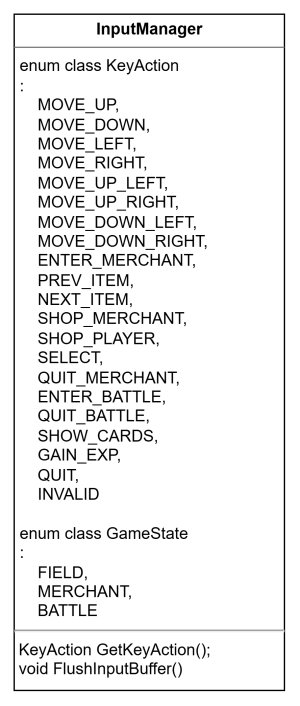 InputManager
enum class KeyAction
:
MOVE_UP,
MOVE_DOWN,
MOVE_LEFT,
MOVE_RIGHT,
MOVE_UP_LEFT,
MOVE_UP_RIGHT,
MOVE_DOWN_LEFT,
MOVE_DOWN_RIGHT,
ENTER_MERCHANT,
PREV_ITEM,
NEXT_ITEM,
SHOP_MERCHANT,
SHOP_PLAYER,
SELECT,
QUIT_MERCHANT,
ENTER_BATTLE,
QUIT_BATTLE,
SHOW_CARDS,
GAIN_EXP,
QUIT,
INVALID
enum class GameState
:
FIELD,
MERCHANT,
BATTLE
KeyAction GetKeyAction();
void FlushInputBuffer()